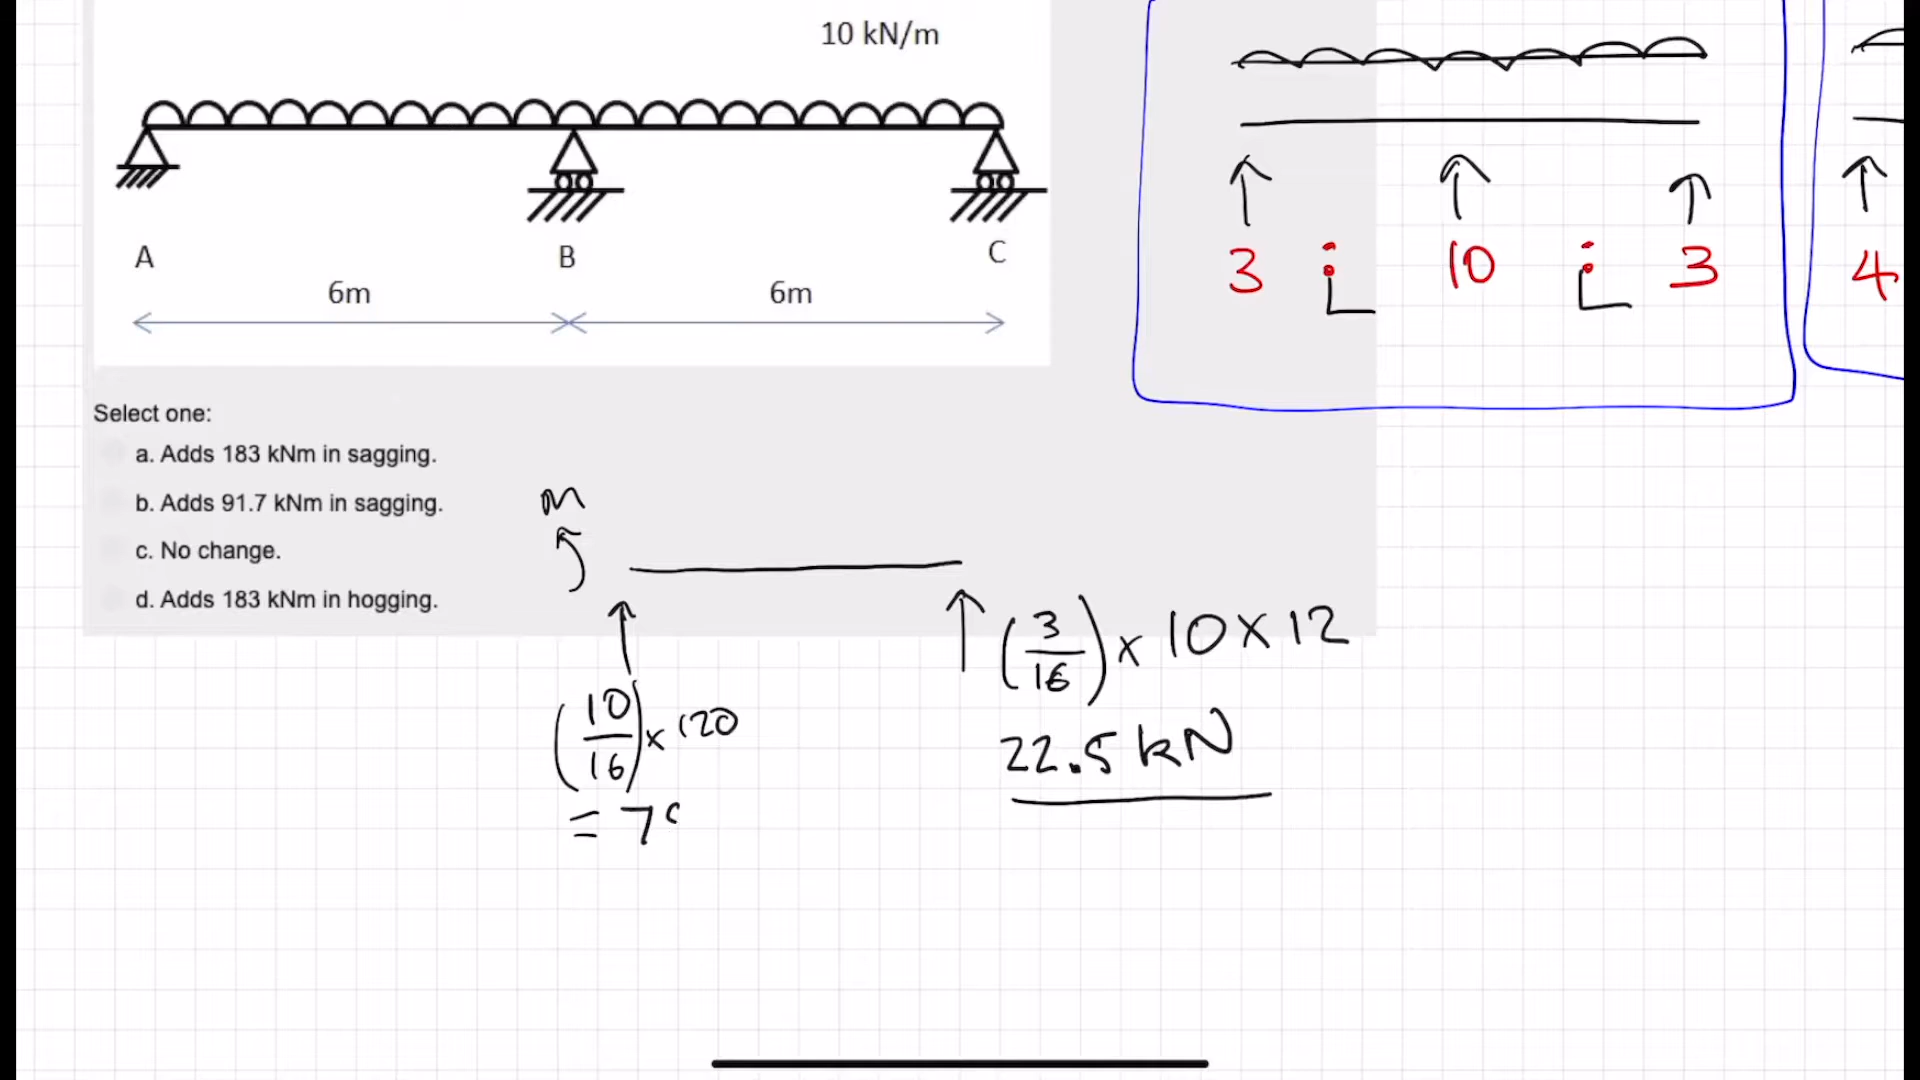 10 kN/m
A
B
C
6m
6m
3
10
3
4
Select one:
a. Adds 183 kNm in sagging.
b. Adds 91.7 kNm in sagging.
c. No change.
d. Adds 183 kNm in hogging.
M
(3/16) x 10 x 12
22.5 kN
(10/16) x 120
= 7